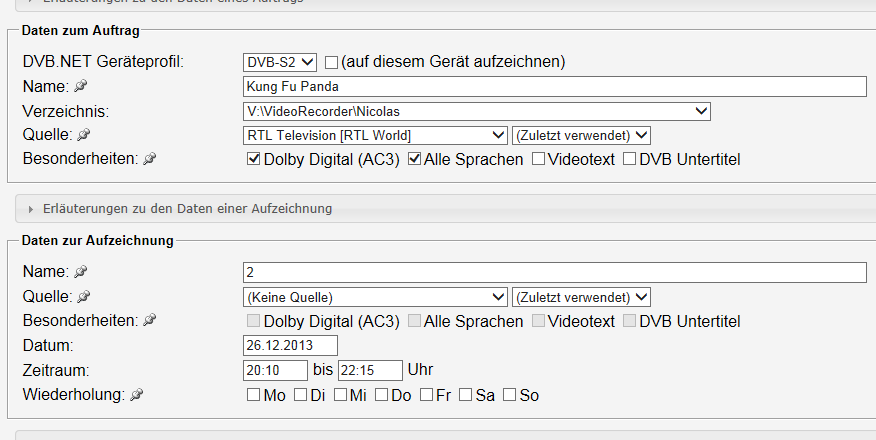 Erläuterungen zu den Daten eines Auftrags
Daten zum Auftrag
DVB.NET Geräteprofil: DVB-S2 (auf diesem Gerät aufzeichnen)
Name: Kung Fu Panda
Verzeichnis: V:\VideoRecorder\Nicolas
Quelle: RTL Television [RTL World] (Zuletzt verwendet)
Besonderheiten: Dolby Digital (AC3) Alle Sprachen Videotext DVB Untertitel
Erläuterungen zu den Daten einer Aufzeichnung
Daten zur Aufzeichnung
Name: 2
Quelle: (Keine Quelle) (Zuletzt verwendet)
Besonderheiten: Dolby Digital (AC3) Alle Sprachen Videotext DVB Untertitel
Datum: 26.12.2013
Zeitraum: 20:10 bis 22:15 Uhr
Wiederholung: Mo Di Mi Do Fr Sa So